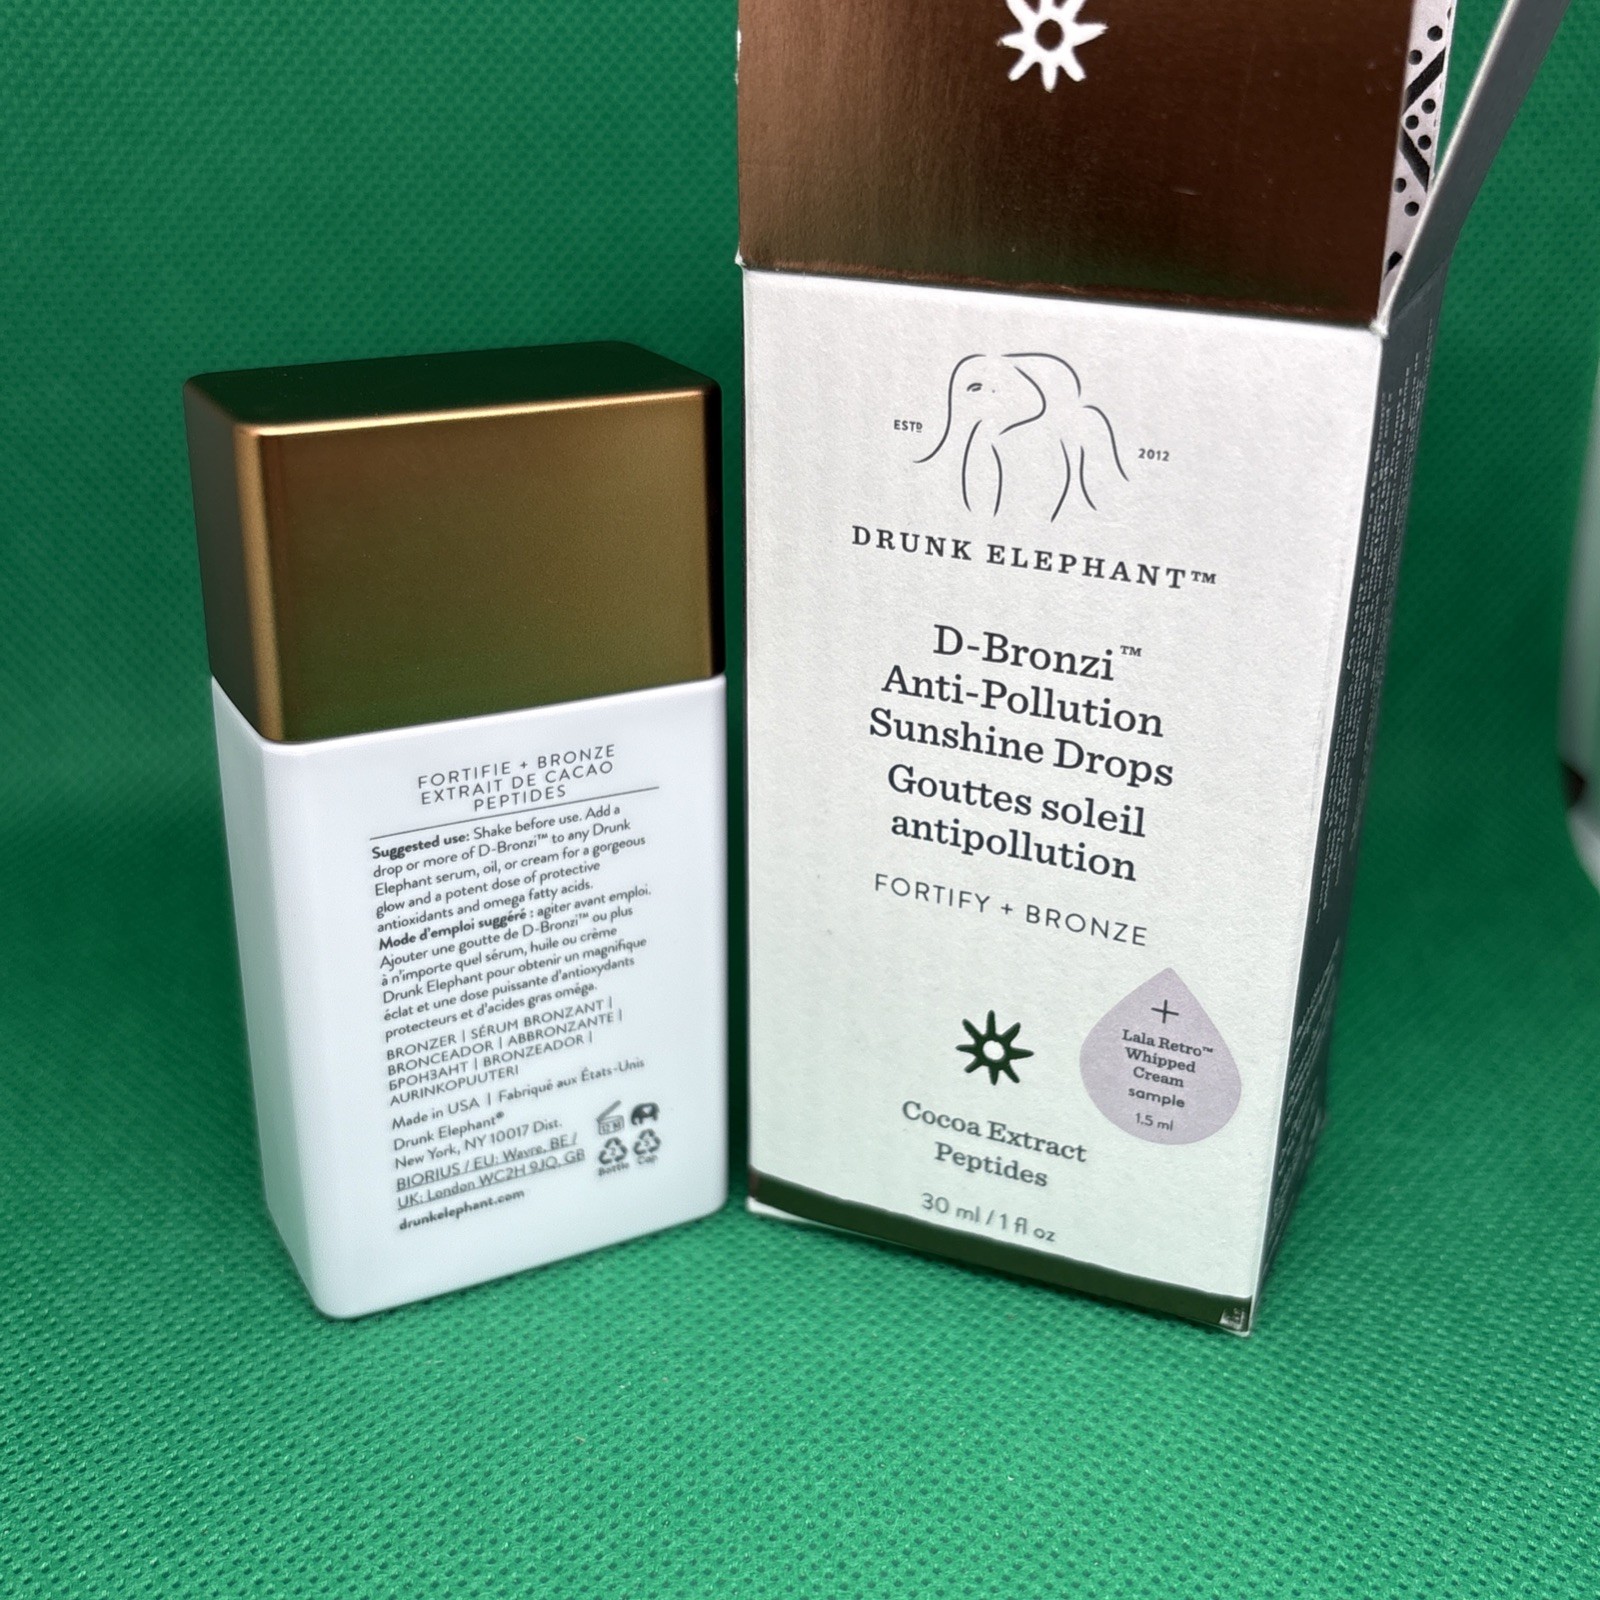 FORTIFIE + BRONZE
EXTRAIT DE CACAO
PEPTIDES
Suggested use: Shake before use. Add a
drop or more of D-Bronzi™ to any Drunk
Elephant serum, oil, or cream for a gorgeous
glow and a potent dose of protective
antioxidants and omega fatty acids.
Mode d'emploi suggéré : agiter avant emploi.
Ajouter une goutte de D-Bronzi™ ou plus
à n'importe quel sérum, huile ou crème
Drunk Elephant pour obtenir un magnifique
éclat et une dose puissante d'antioxydants
protecteurs et d'acides gras oméga.
BRONZER | SÉRUM BRONZANT |
BRONCEADOR | ABBRONZANTE |
БРОНЗАНТ | BRONZEADOR |
AURINKOPUUTERI
Made in USA | Fabriqué aux États-Unis
Drunk Elephant®
New York, NY 10017 Dist.
BIORIUS / EU: Wavre, BE /
UK: London WC2H 9JQ, GB
drunkelephant.com
12 M
Bottle
Cap
ESTD
2012
DRUNK ELEPHANT™
D-Bronzi™
Anti-Pollution
Sunshine Drops
Gouttes soleil
antipollution
FORTIFY + BRONZE
+
Lala Retro™
Whipped
Cream
sample
1.5 ml
Cocoa Extract
Peptides
30 ml / 1 fl oz